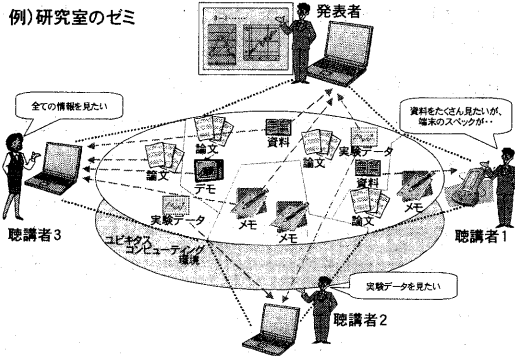 例)研究室のゼミ
発表者
全ての情報を見たい
資料をたくさん見たいが、
端末のスペックが…
論文
資料
論文
実験データ
論文
デモ
資料
実験データ
メモ
メモ
メモ
論文
聴講者3
聴講者1
ユビキタス
コンピューティング
環境
実験データを見たい
聴講者2